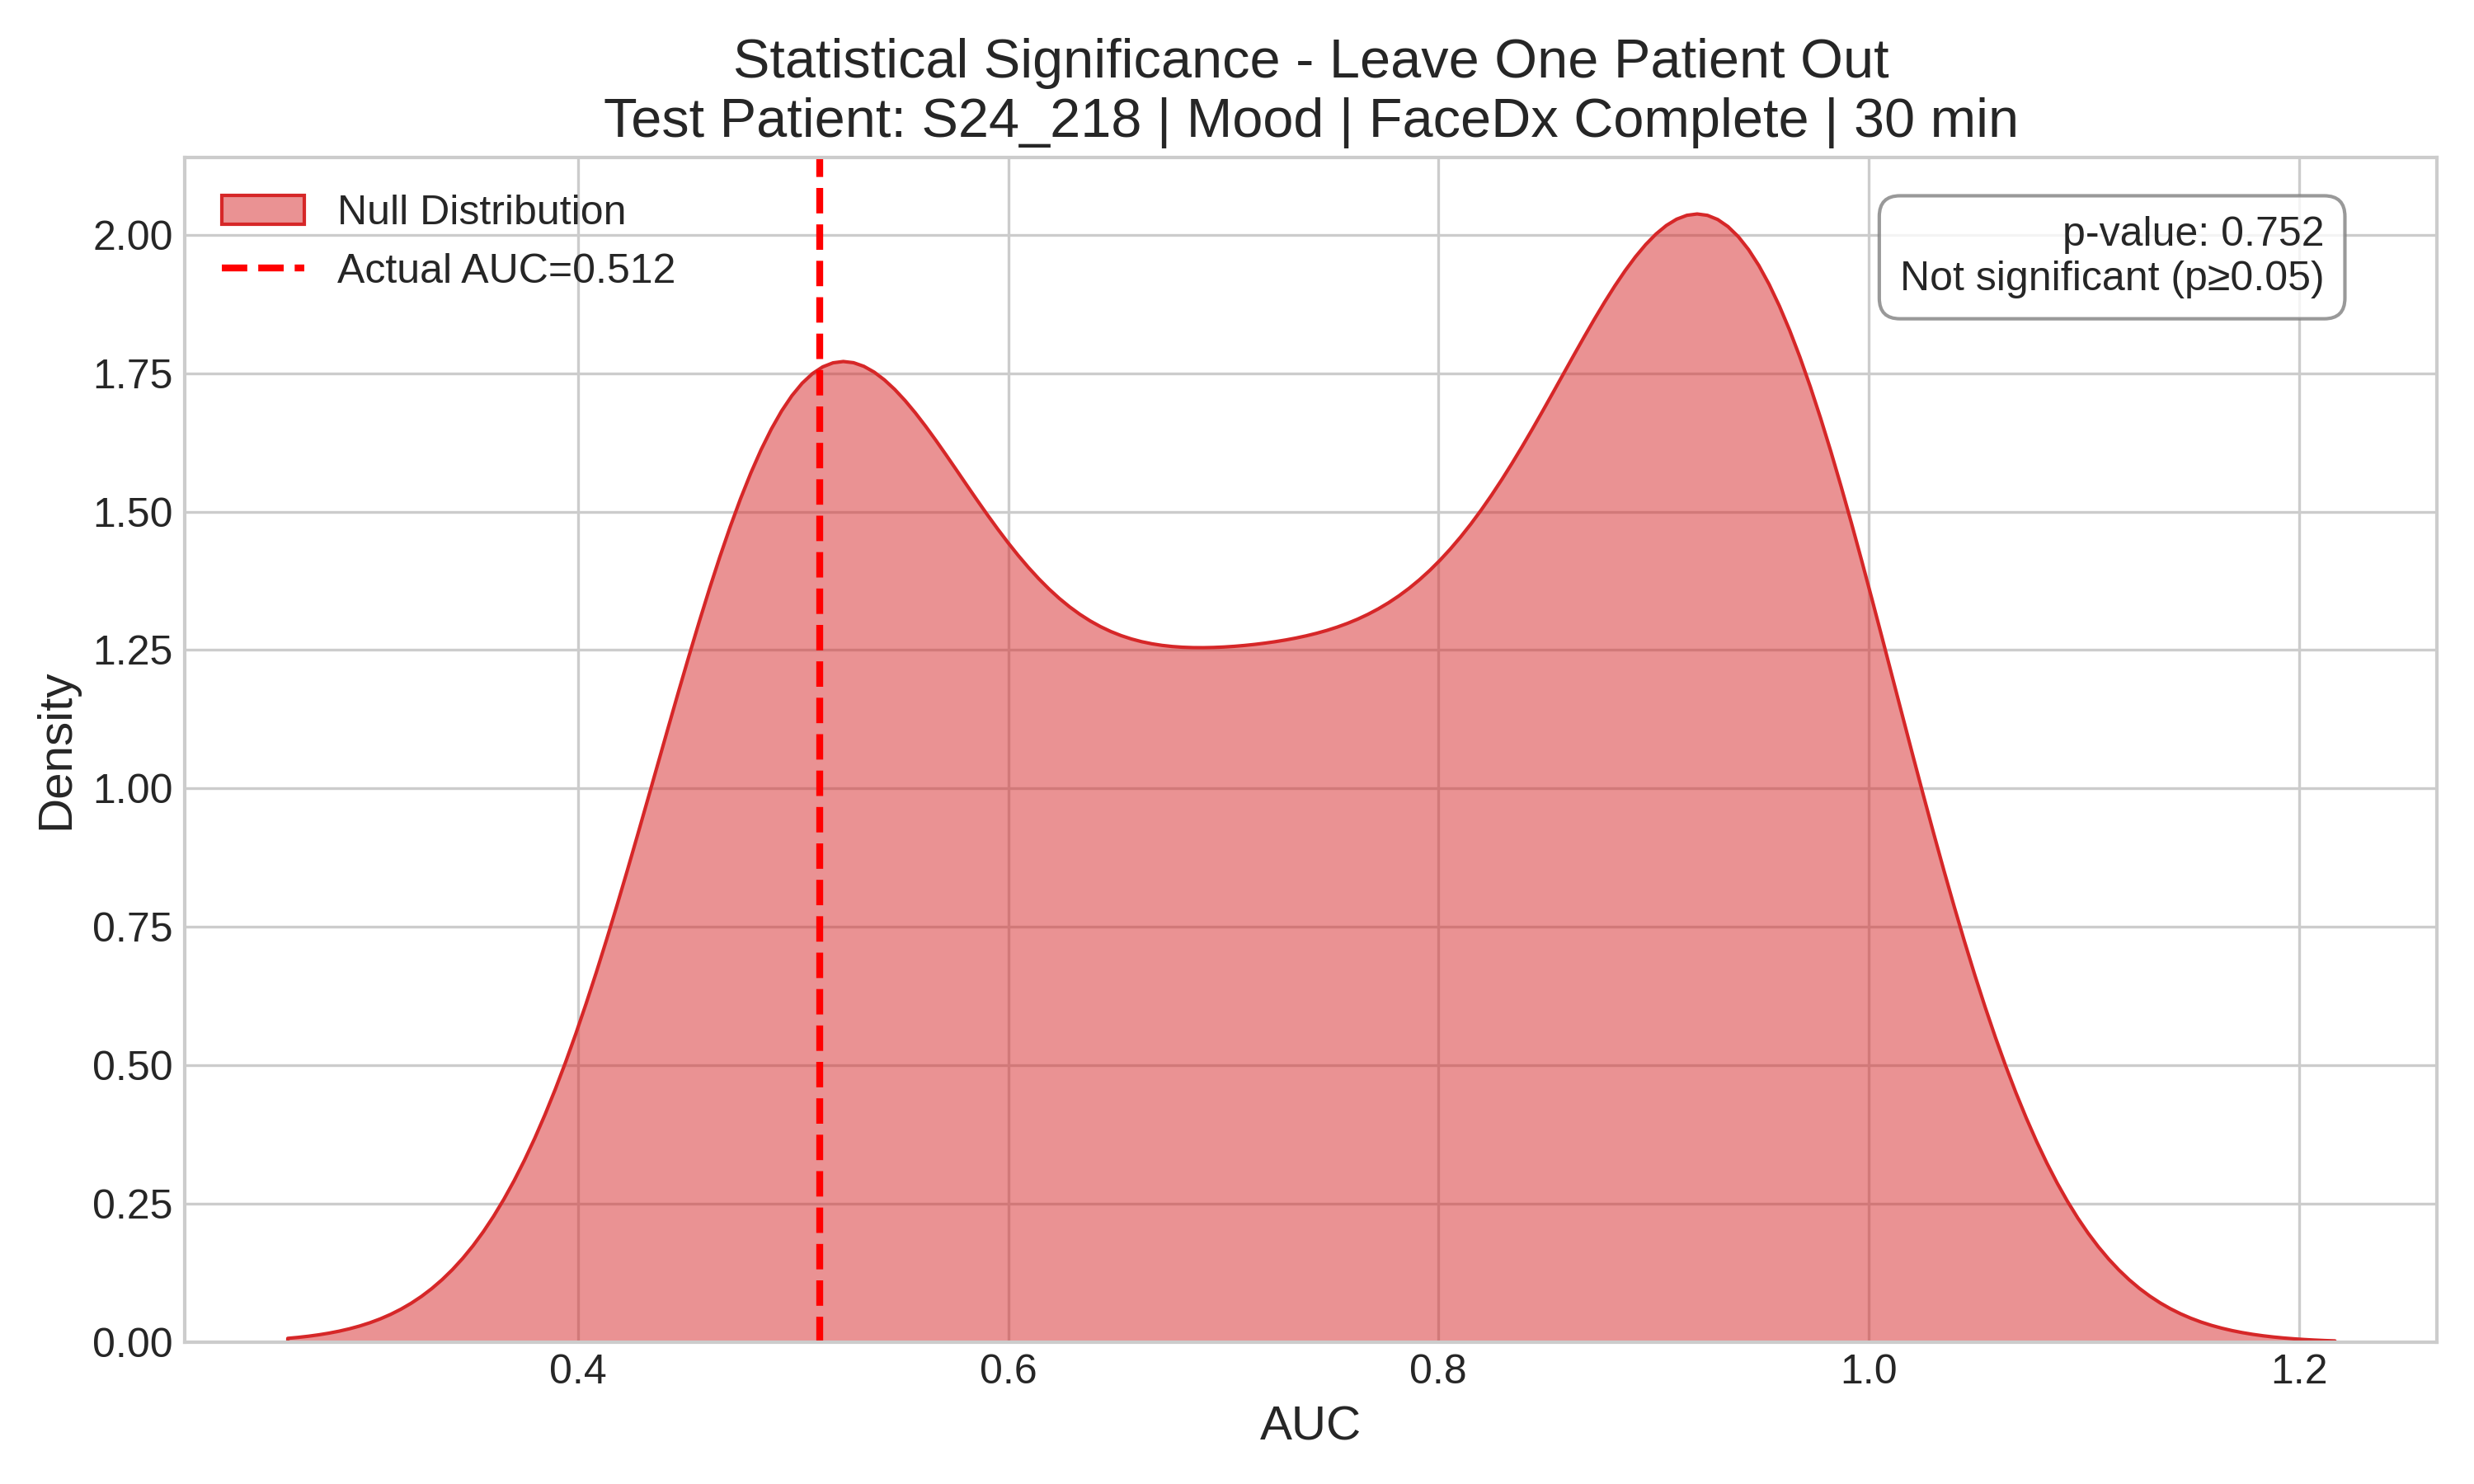 Statistical Significance - Leave One Patient Out
Test Patient: S24_218 | Mood | FaceDx Complete | 30 min
Null Distribution
Actual AUC=0.512
p-value: 0.752
Not significant (p≥0.05)
Density
2.00
1.75
1.50
1.25
1.00
0.75
0.50
0.25
0.00
0.4
0.6
0.8
1.0
1.2
AUC